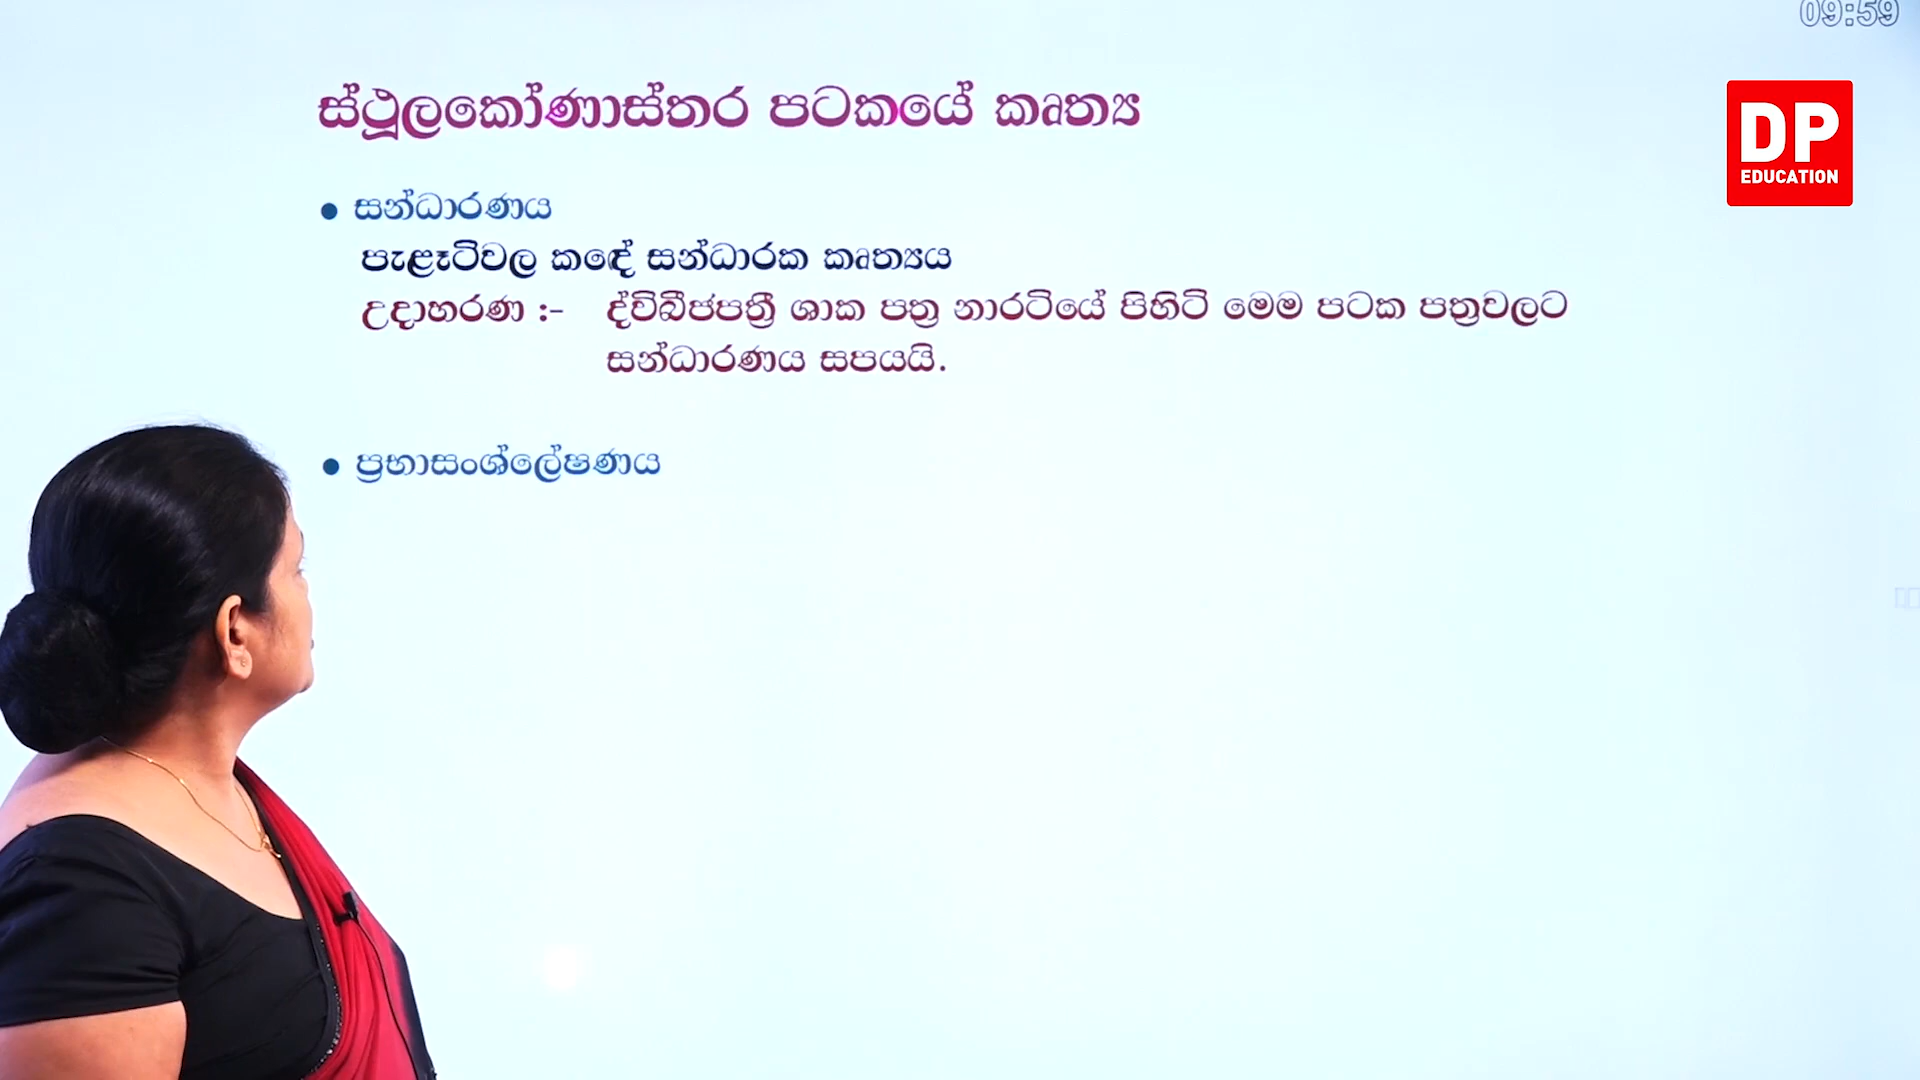 09:59
ස්ථූලකෝණාස්තර පටකයේ කෘත්‍ය
DP
EDUCATION
• සන්ධාරණය
පැළෑටිවල කඳේ සන්ධාරක කෘත්‍යය
උදාහරණ :- ද්විබීජපත්‍රී ශාක පත්‍ර නාරටියේ පිහිටි මෙම පටක පත්‍රවලට
සන්ධාරණය සපයයි.
• ප්‍රභාසංශ්ලේෂණය